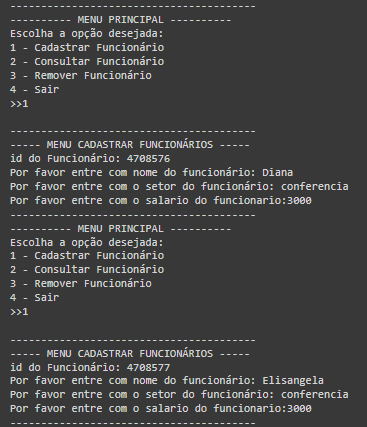 ----------------------------------------
---------- MENU PRINCIPAL ----------
Escolha a opção desejada:
1 - Cadastrar Funcionário
2 - Consultar Funcionário
3 - Remover Funcionário
4 - Sair
>>1
----------------------------------------
----- MENU CADASTRAR FUNCIONÁRIOS -----
id do Funcionário: 4708576
Por favor entre com nome do funcionário: Diana
Por favor entre com o setor do funcionário: conferencia
Por favor entre com o salario do funcionario:3000
----------------------------------------
---------- MENU PRINCIPAL ----------
Escolha a opção desejada:
1 - Cadastrar Funcionário
2 - Consultar Funcionário
3 - Remover Funcionário
4 - Sair
>>1
----------------------------------------
----- MENU CADASTRAR FUNCIONÁRIOS -----
id do Funcionário: 4708577
Por favor entre com nome do funcionário: Elisangela
Por favor entre com o setor do funcionário: conferencia
Por favor entre com o salario do funcionario:3000
----------------------------------------